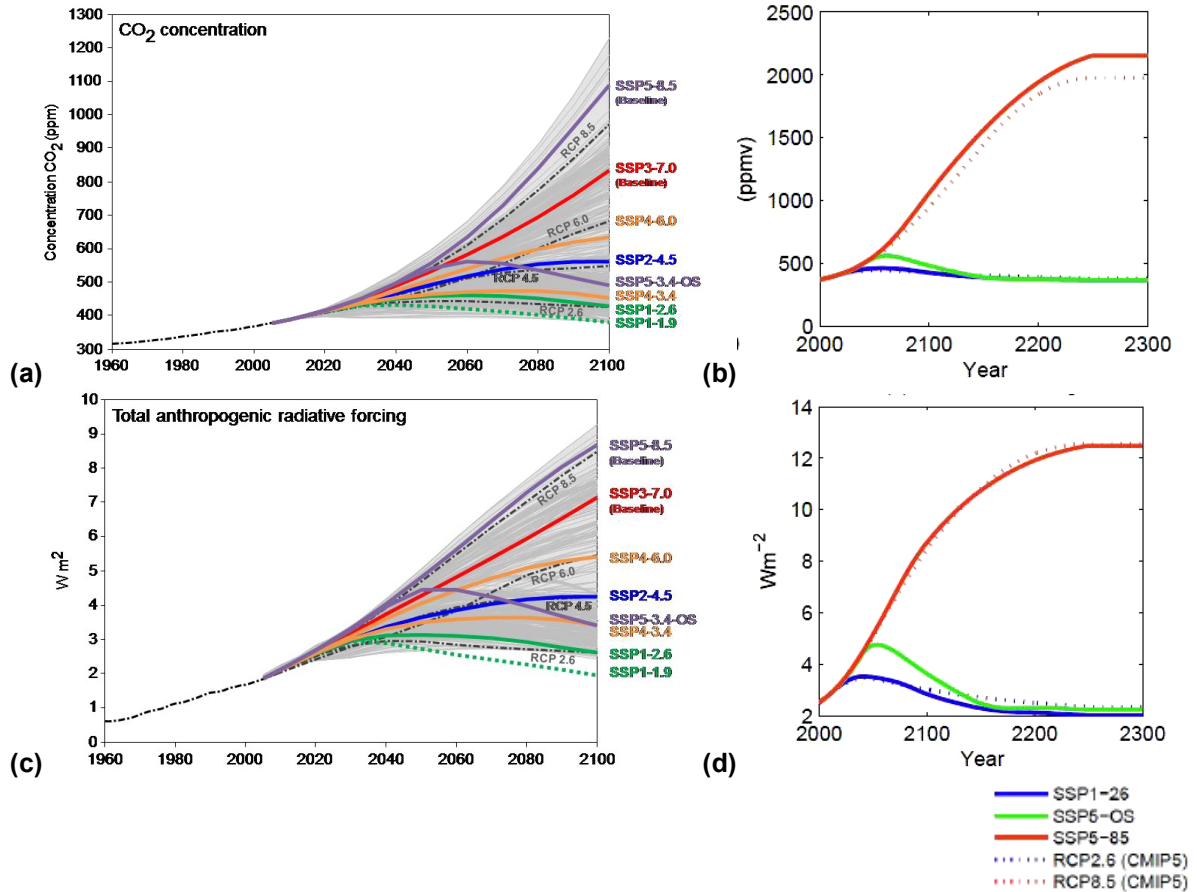 CO2 concentration
Concentration CO2 (ppm)
1300
1200
1100
1000
900
800
700
600
500
400
300
1960
1980
2000
2020
2040
2060
2080
2100
RCP 8.5
RCP 6.0
RCP 4.5
RCP 2.6
SSP5-8.5
(Baseline)
SSP3-7.0
(Baseline)
SSP4-6.0
SSP2-4.5
SSP5-3.4-OS
SSP4-3.4
SSP1-2.6
SSP1-1.9
(a)
(ppmv)
2500
2000
1500
1000
500
0
2000
2100
2200
2300
Year
(b)
Total anthropogenic radiative forcing
W m2
10
9
8
7
6
5
4
3
2
1
0
1960
1980
2000
2020
2040
2060
2080
2100
RCP 8.5
RCP 6.0
RCP 4.5
RCP 2.6
SSP5-8.5
(Baseline)
SSP3-7.0
(Baseline)
SSP4-6.0
SSP2-4.5
SSP5-3.4-OS
SSP4-3.4
SSP1-2.6
SSP1-1.9
(c)
Wm−2
14
12
10
8
6
4
2
2000
2100
2200
2300
Year
(d)
SSP1−26
SSP5−OS
SSP5−85
RCP2.6 (CMIP5)
RCP8.5 (CMIP5)